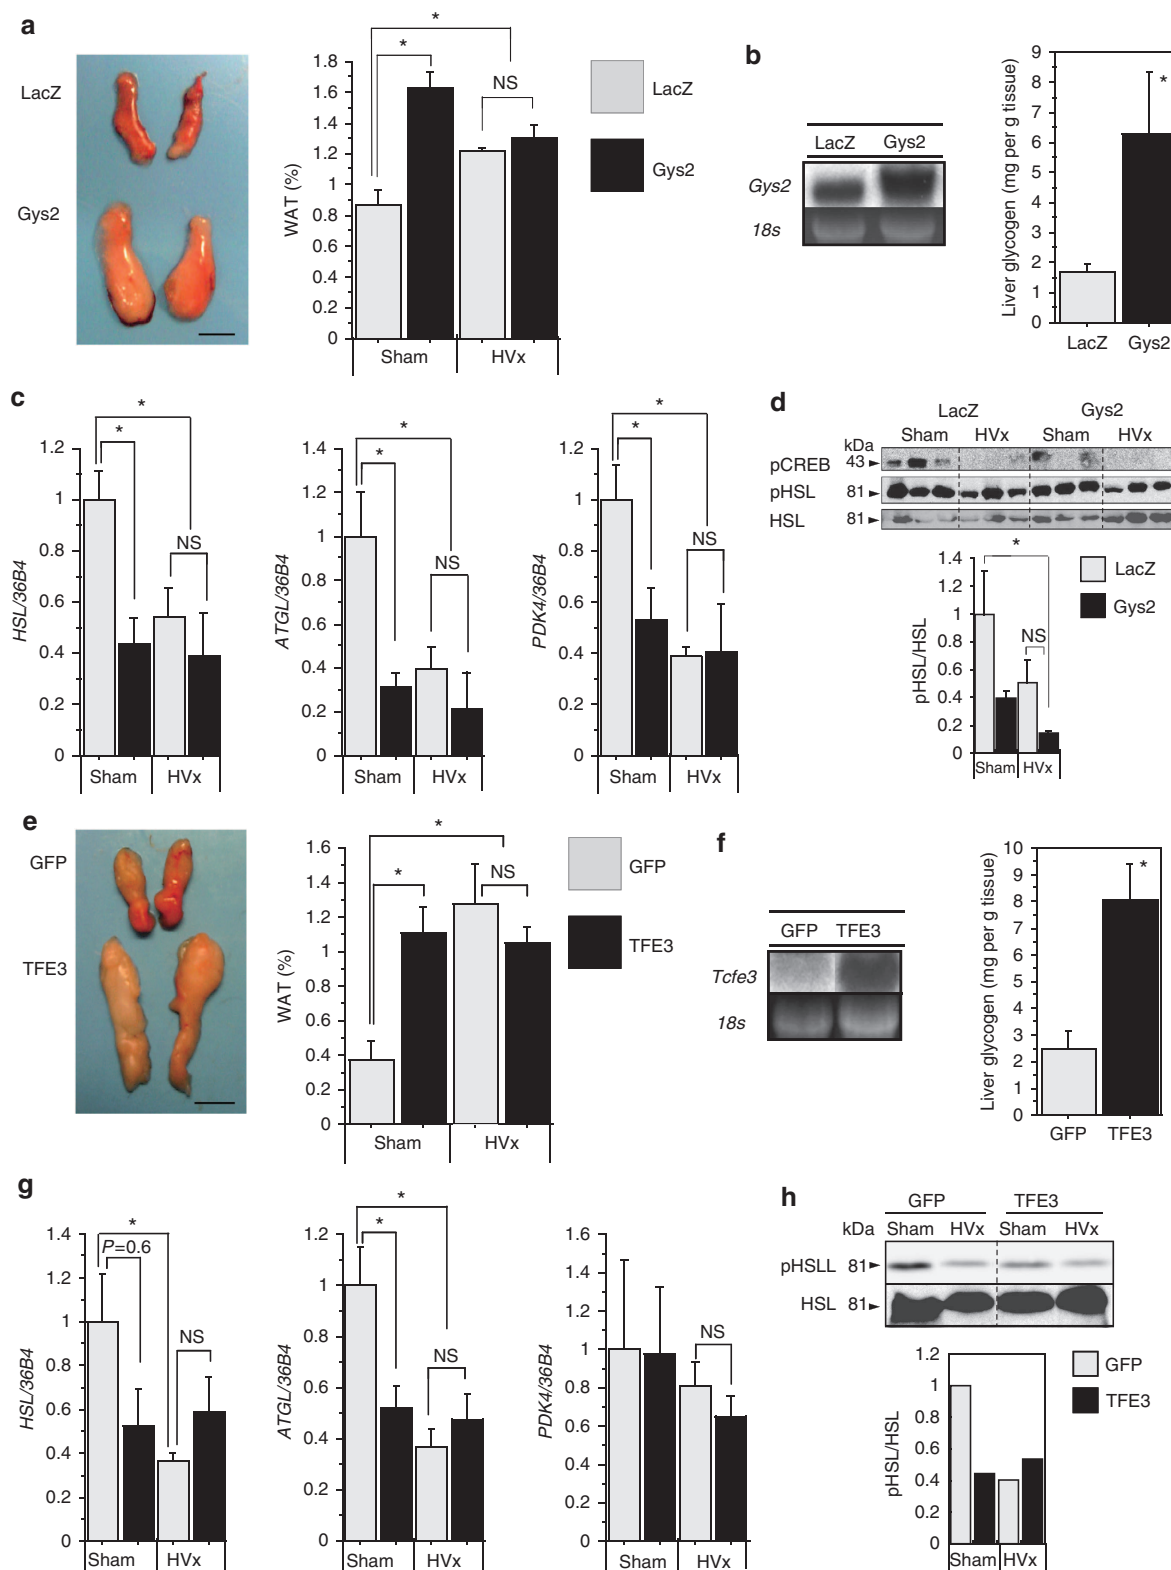 a
LacZ
Gys2
WAT (%)
1.8
1.6
1.4
1.2
1
0.8
0.6
0.4
0.2
0
*
*
NS
Sham
HVx
LacZ
Gys2
b
LacZ
Gys2
Gys2
18s
Liver glycogen (mg per g tissue)
9
8
7
6
5
4
3
2
1
0
*
LacZ
Gys2
c
HSL/36B4
1.2
1
0.8
0.6
0.4
0.2
0
*
*
NS
Sham
HVx
ATGL/36B4
1.4
1.2
1
0.8
0.6
0.4
0.2
0
*
*
NS
Sham
HVx
PDK4/36B4
1.2
1
0.8
0.6
0.4
0.2
0
*
*
NS
Sham
HVx
d
LacZ
Gys2
kDa
Sham
HVx
Sham
HVx
pCREB
43
pHSL
81
HSL
81
pHSL/HSL
1.4
1.2
1
0.8
0.6
0.4
0.2
0
*
NS
Sham
HVx
LacZ
Gys2
e
GFP
TFE3
WAT (%)
1.6
1.4
1.2
1
0.8
0.6
0.4
0.2
0
*
*
NS
Sham
HVx
GFP
TFE3
f
GFP
TFE3
Tcfe3
18s
Liver glycogen (mg per g tissue)
10
9
8
7
6
5
4
3
2
1
0
*
GFP
TFE3
g
HSL/36B4
1.4
1.2
1
0.8
0.6
0.4
0.2
0
*
P=0.6
NS
Sham
HVx
ATGL/36B4
1.2
1
0.8
0.6
0.4
0.2
0
*
*
NS
Sham
HVx
PDK4/36B4
1.6
1.4
1.2
1
0.8
0.6
0.4
0.2
0
NS
Sham
HVx
h
GFP
TFE3
kDa
Sham
HVx
Sham
HVx
pHSLL
81
HSL
81
pHSL/HSL
1.2
1
0.8
0.6
0.4
0.2
0
Sham
HVx
GFP
TFE3